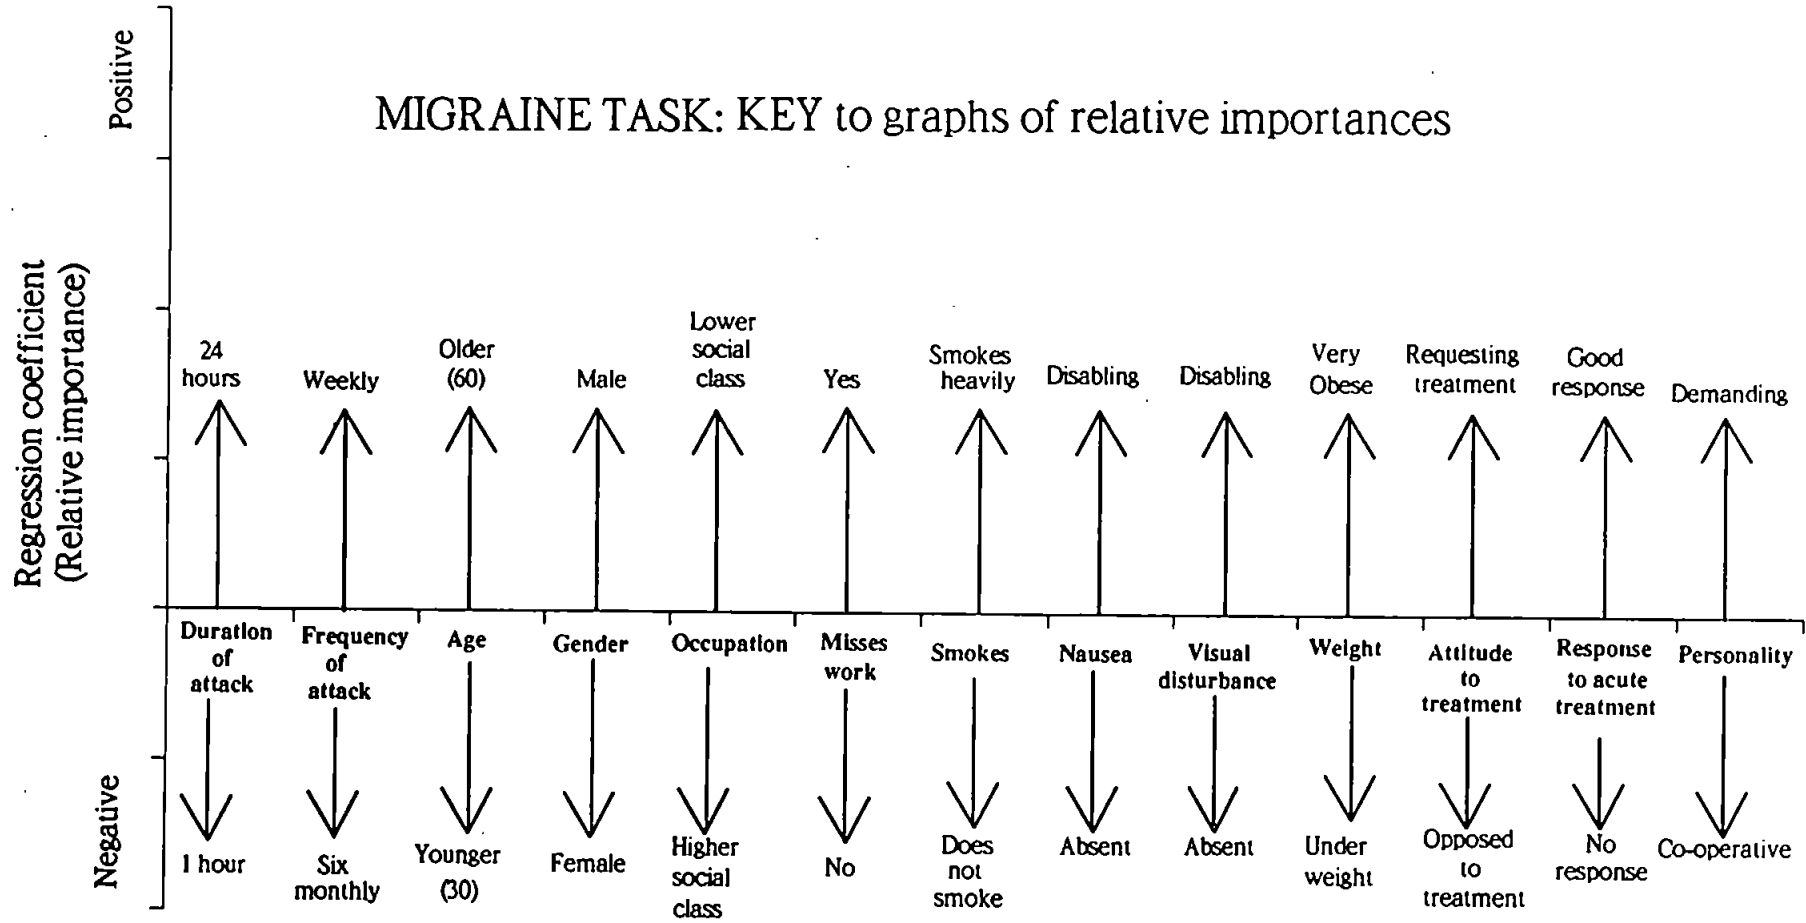 MIGRAINE TASK: KEY to graphs of relative importances
Positive
Regression coefficient
(Relative importance)
Negative
24
hours
Weekly
Older
(60)
Male
Lower
social
class
Yes
Smokes
heavily
Disabling
Disabling
Very
Obese
Requesting
treatment
Good
response
Demanding
Duration
of
attack
Frequency
of
attack
Age
Gender
Occupation
Misses
work
Smokes
Nausea
Visual
disturbance
Weight
Attitude
to
treatment
Response
to acute
treatment
Personality
1 hour
Six
monthly
Younger
(30)
Female
Higher
social
class
No
Does
not
smoke
Absent
Absent
Under
weight
Opposed
to
treatment
No
response
Co-operative